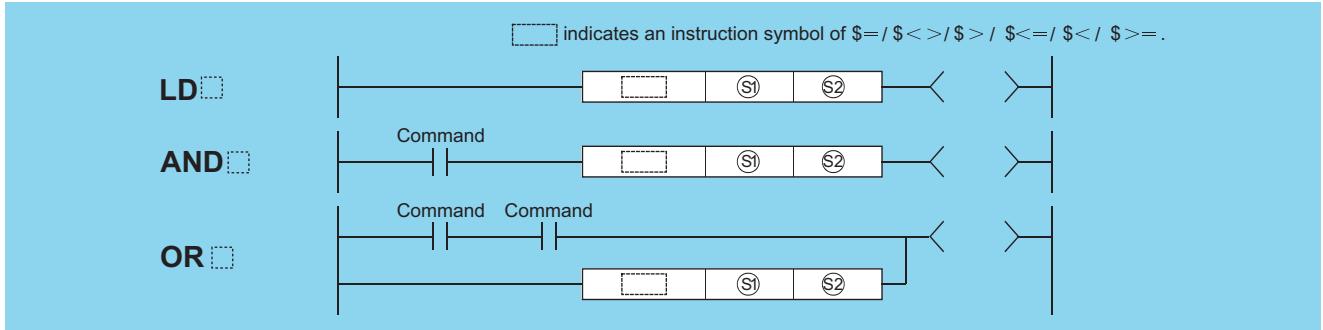 indicates an instruction symbol of $=/ $< >/ $ > / $<=/ $< / $ >= .
LD
S1 S2
Command
AND
S1 S2
Command Command
OR
S1 S2